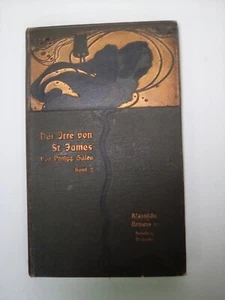 Der Irre von
St. James
von Philipp Galen
Band 2
Klassische
Romane